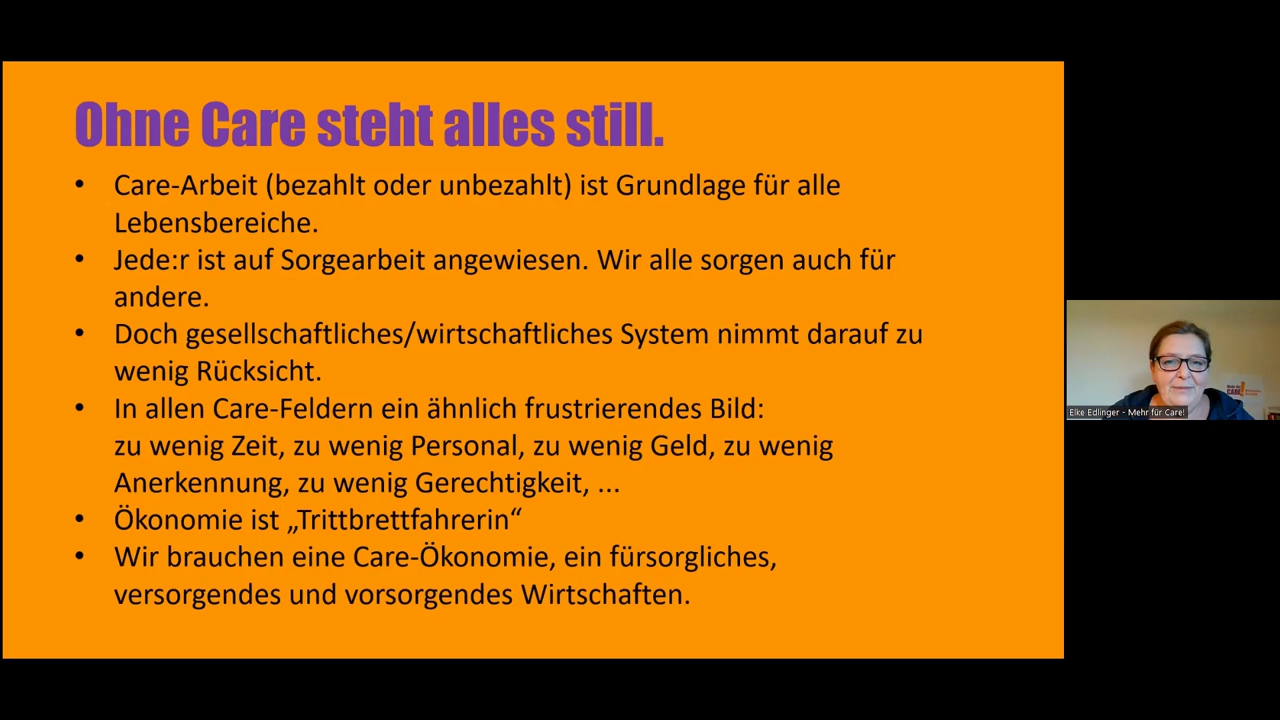 Ohne Care steht alles still.
• Care-Arbeit (bezahlt oder unbezahlt) ist Grundlage für alle
Lebensbereiche.
• Jede:r ist auf Sorgearbeit angewiesen. Wir alle sorgen auch für
andere.
• Doch gesellschaftliches/wirtschaftliches System nimmt darauf zu
wenig Rücksicht.
• In allen Care-Feldern ein ähnlich frustrierendes Bild:
zu wenig Zeit, zu wenig Personal, zu wenig Geld, zu wenig
Anerkennung, zu wenig Gerechtigkeit, ...
• Ökonomie ist „Trittbrettfahrerin“
• Wir brauchen eine Care-Ökonomie, ein fürsorgliches,
versorgendes und vorsorgendes Wirtschaften.
CARE!
Elke Edlinger - Mehr für Care!